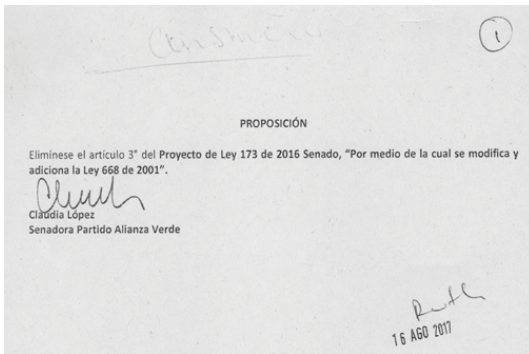 1
PROPOSICIÓN
Elimínese el artículo 3° del Proyecto de Ley 173 de 2016 Senado, “Por medio de la cual se modifica y
adiciona la Ley 668 de 2001”.
Claudia López
Senadora Partido Alianza Verde
16 AGO 2017